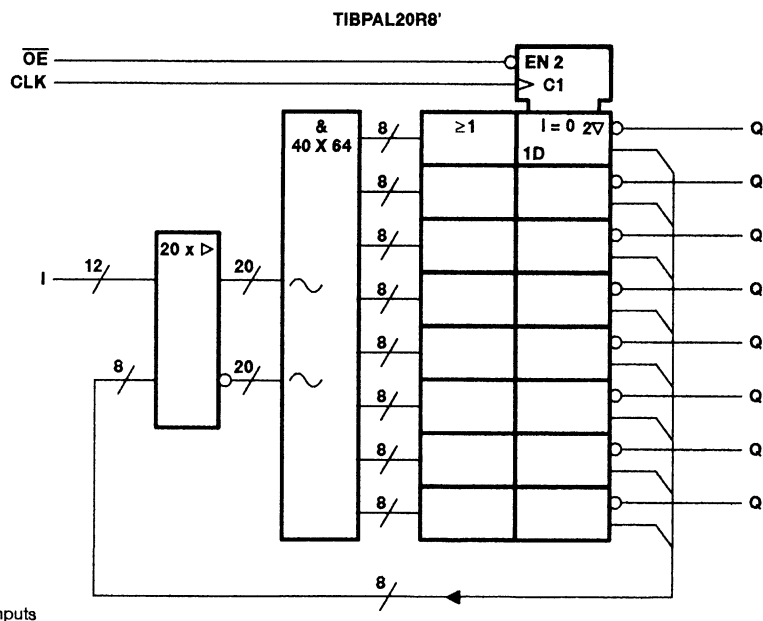 TIBPAL20R8'
OE
CLK
EN 2
C1
&
40 X 64
8
≥1
I = 0 2▽
1D
Q
8
Q
8
Q
20 x ▷
I
12
20
8
Q
8
Q
8
20
8
Q
8
Q
8
Q
8
nputs